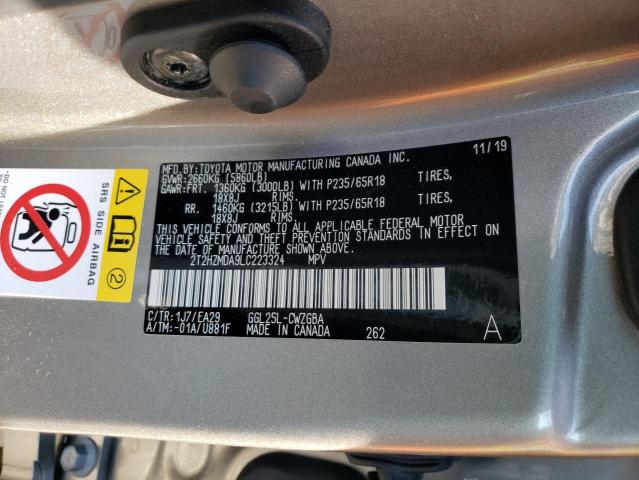 MFD. BY:TOYOTA MOTOR MANUFACTURING CANADA INC. 11/19
GVWR:2660KG (5860LB)
GAWR:FRT. 1360KG (3000LB) WITH P235/65R18 TIRES,
18X8J RIMS
RR. 1460KG (3215LB) WITH P235/65R18 TIRES,
18X8J RIMS
THIS VEHICLE CONFORMS TO ALL APPLICABLE FEDERAL MOTOR
VEHICLE SAFETY AND THEFT PREVENTION STANDARDS IN EFFECT ON
THE DATE OF MANUFACTURE SHOWN ABOVE.
2T2HZMDA9LC223324 MPV
C/TR:1J7/EA29 GGL25L-CWZGBA
A/TM:-01A/U881F MADE IN CANADA 262 A
SRS SIDE AIRBAG
2